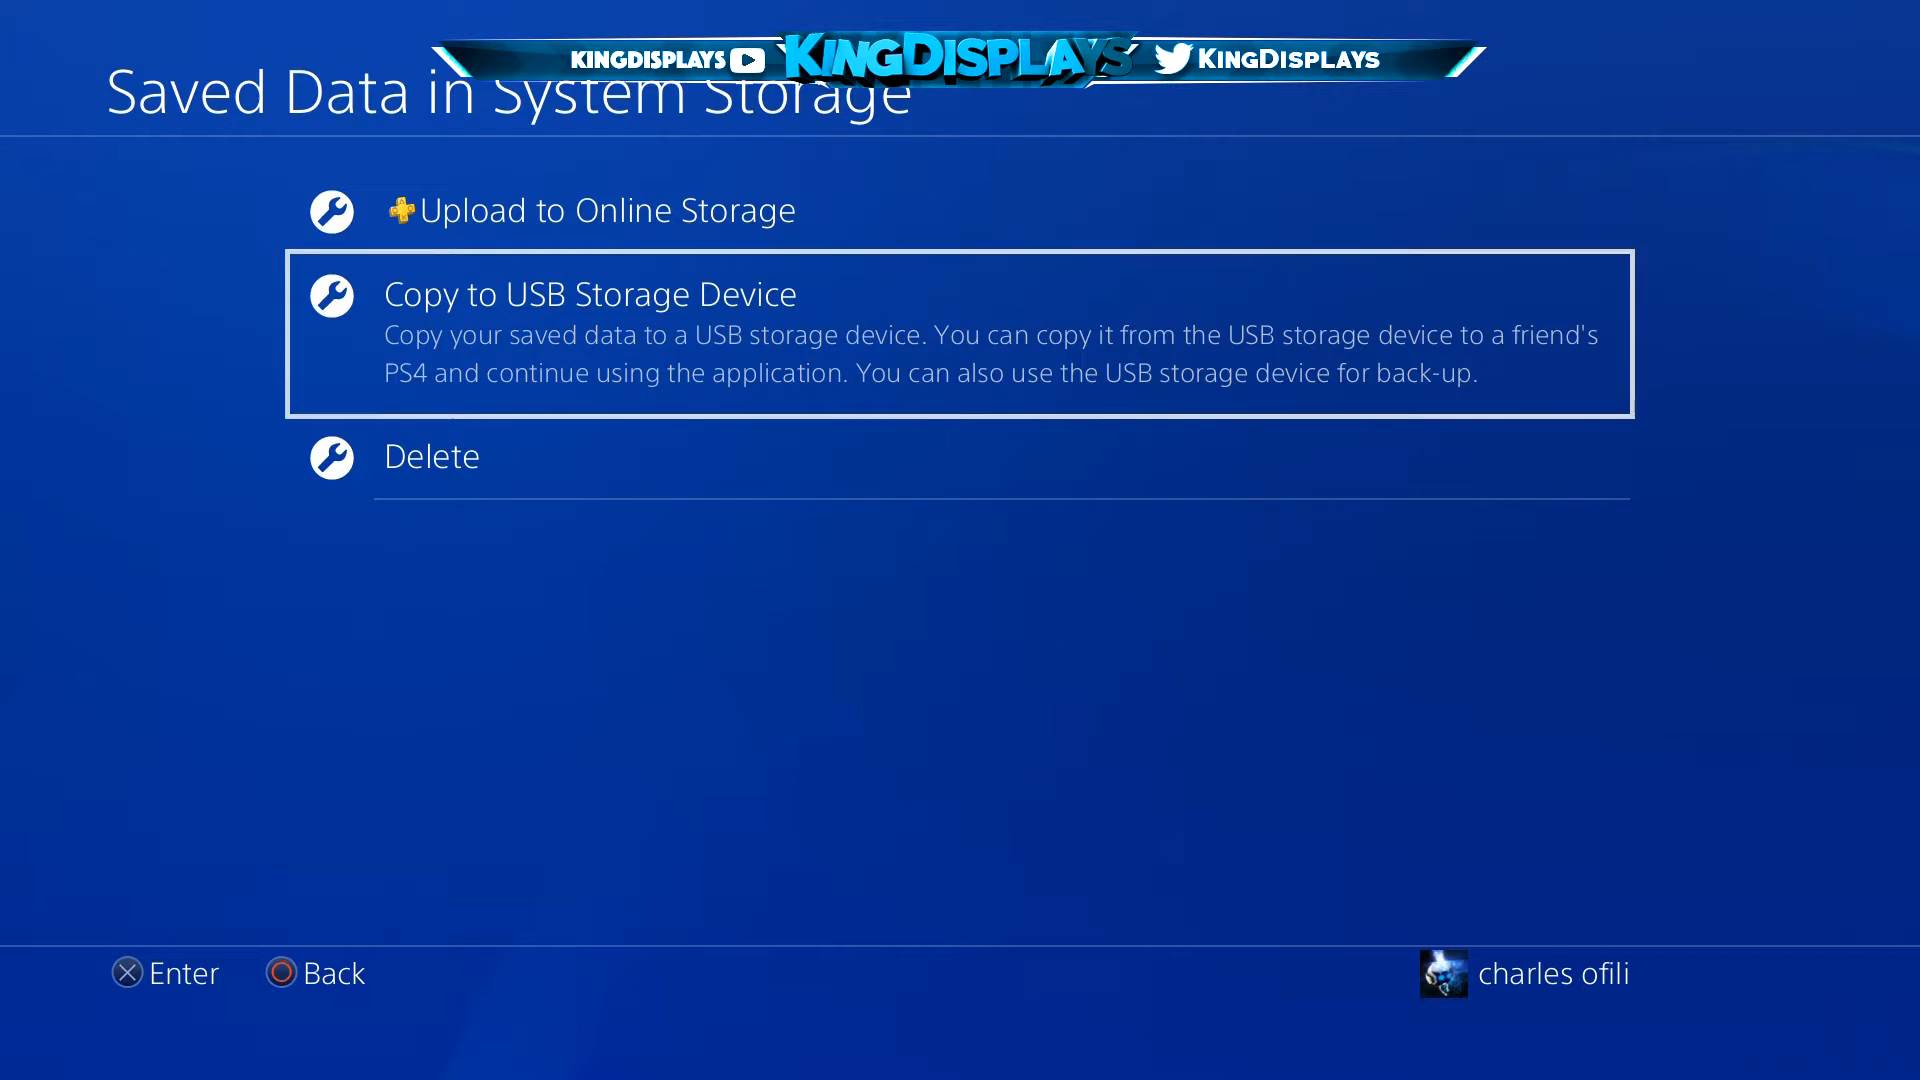 KINGDISPLAYS KINGDISPLAYS KINGDISPLAYS
Saved Data in System Storage
Upload to Online Storage
Copy to USB Storage Device
Copy your saved data to a USB storage device. You can copy it from the USB storage device to a friend's
PS4 and continue using the application. You can also use the USB storage device for back-up.
Delete
Enter Back charles ofili